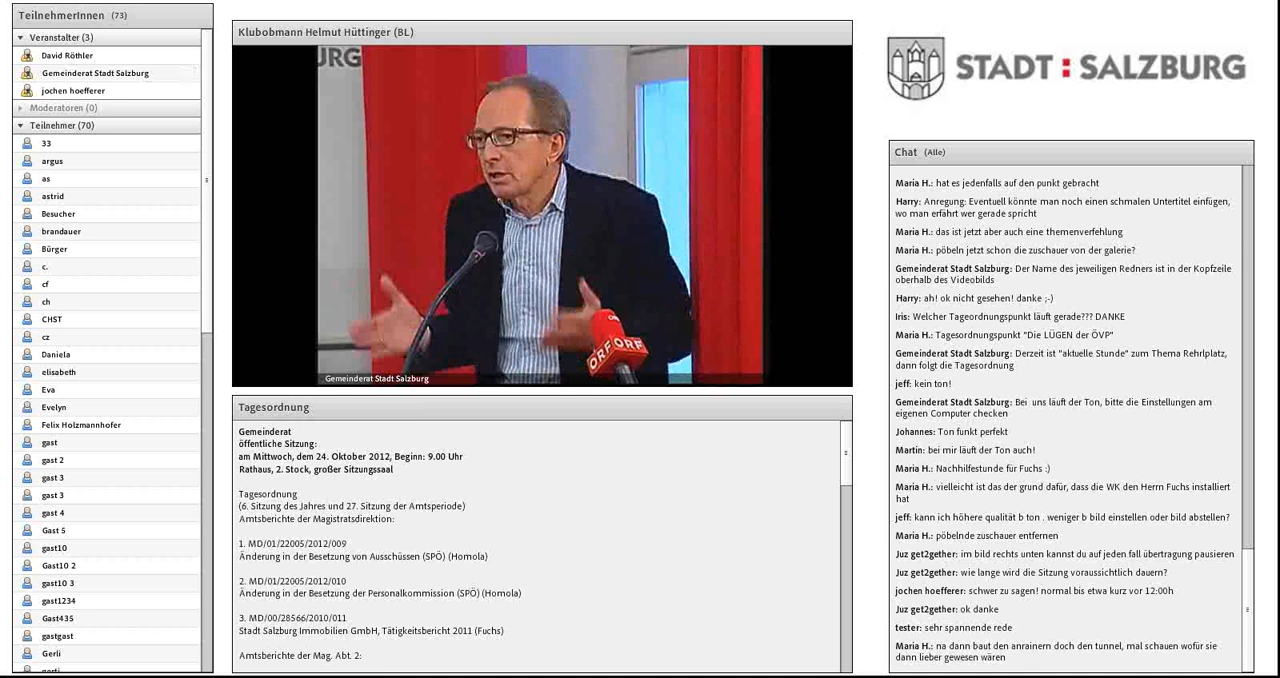 TeilnehmerInnen (73)
Veranstalter (3)
David Röthler
Gemeinderat Stadt Salzburg
jochen hoefferer
Moderatoren (0)
Teilnehmer (70)
33
argus
as
astrid
Besucher
brandauer
Bürger
c.
cf
ch
CHST
cz
Daniela
elisabeth
Eva
Evelyn
Felix Holzmannhofer
gast
gast 2
gast 3
gast 3
gast 4
Gast 5
gast10
Gast10 2
gast10 3
gast1234
Gast435
gastgast
Gerli
Klubobmann Helmut Hüttinger (BL)
URG
ORF ORF
Gemeinderat Stadt Salzburg
Tagesordnung
Gemeinderat
öffentliche Sitzung:
am Mittwoch, dem 24. Oktober 2012, Beginn: 9.00 Uhr
Rathaus, 2. Stock, großer Sitzungssaal
Tagesordnung
(6. Sitzung des Jahres und 27. Sitzung der Amtsperiode)
Amtsberichte der Magistratsdirektion:
1. MD/01/22005/2012/009
Änderung in der Besetzung von Ausschüssen (SPÖ) (Homola)
2. MD/01/22005/2012/010
Änderung in der Besetzung der Personalkommission (SPÖ) (Homola)
3. MD/00/28566/2010/011
Stadt Salzburg Immobilien GmbH, Tätigkeitsbericht 2011 (Fuchs)
Amtsberichte der Mag. Abt. 2:
STADT : SALZBURG
Chat (Alle)
Maria H.: hat es jedenfalls auf den punkt gebracht
Harry: Anregung: Eventuell könnte man noch einen schmalen Untertitel einfügen,
wo man erfährt wer gerade spricht
Maria H.: das ist jetzt aber auch eine themenverfehlung
Maria H.: pöbeln jetzt schon die zuschauer von der galerie?
Gemeinderat Stadt Salzburg: Der Name des jeweiligen Redners ist in der Kopfzeile
oberhalb des Videobilds
Harry: ah! ok nicht gesehen! danke ;-)
Iris: Welcher Tageordnungspunkt läuft gerade??? DANKE
Maria H.: Tagesordnungspunkt "Die LÜGEN der ÖVP"
Gemeinderat Stadt Salzburg: Derzeit ist "aktuelle Stunde" zum Thema Rehrlplatz,
dann folgt die Tagesordnung
jeff: kein ton!
Gemeinderat Stadt Salzburg: Bei uns läuft der Ton, bitte die Einstellungen am
eigenen Computer checken
Johannes: Ton funkt perfekt
Martin: bei mir läuft der Ton auch!
Maria H.: Nachhilfestunde für Fuchs :)
Maria H.: vielleicht ist das der grund dafür, dass die WK den Herrn Fuchs installiert
hat
jeff: kann ich höhere qualität b ton . weniger b bild einstellen oder bild abstellen?
Maria H.: pöbelnde zuschauer entfernen
Juz get2gether: im bild rechts unten kannst du auf jeden fall übertragung pausieren
Juz get2gether: wie lange wird die Sitzung voraussichtlich dauern?
jochen hoefferer: schwer zu sagen! normal bis etwa kurz vor 12:00h
Juz get2gether: ok danke
tester: sehr spannende rede
Maria H.: na dann baut den anrainern doch den tunnel, mal schauen wofür sie
dann lieber gewesen wären